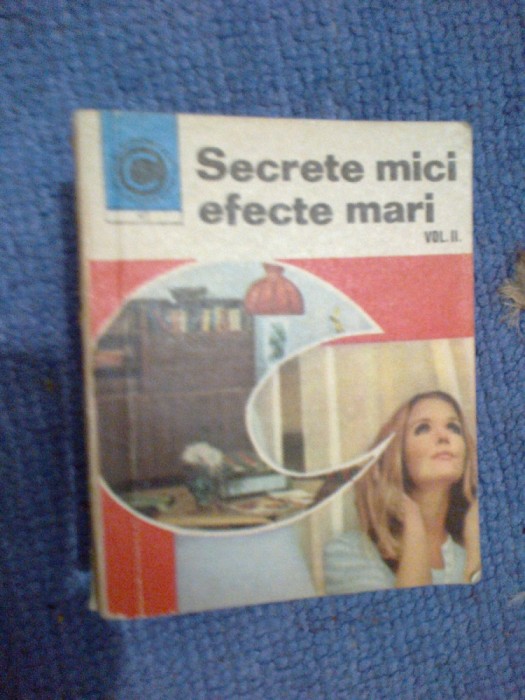 Secrete mici
efecte mari
VOL. II.